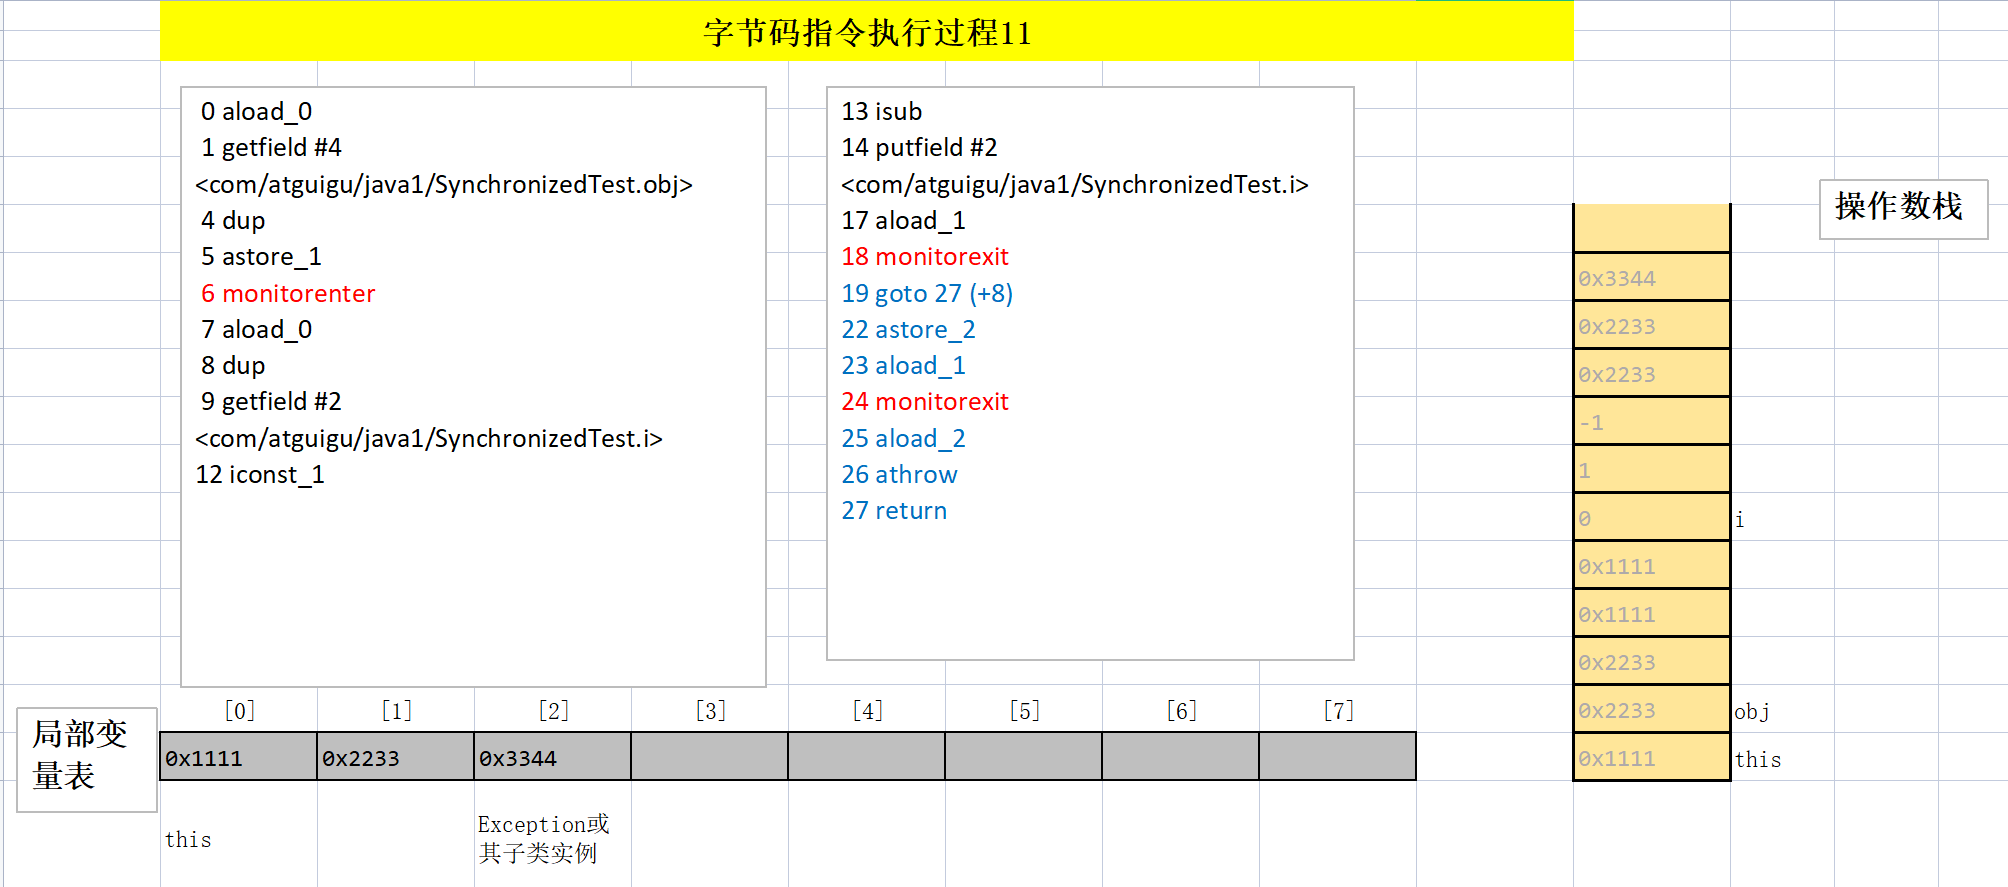 字节码指令执行过程11
0 aload_0
1 getfield #4
<com/atguigu/java1/SynchronizedTest.obj>
4 dup
5 astore_1
6 monitorenter
7 aload_0
8 dup
9 getfield #2
<com/atguigu/java1/SynchronizedTest.i>
12 iconst_1
13 isub
14 putfield #2
<com/atguigu/java1/SynchronizedTest.i>
17 aload_1
18 monitorexit
19 goto 27 (+8)
22 astore_2
23 aload_1
24 monitorexit
25 aload_2
26 athrow
27 return
操作数栈
0x3344
0x2233
0x2233
-1
1
0 i
0x1111
0x1111
0x2233
0x2233 obj
0x1111 this
局部变
量表
[0] [1] [2] [3] [4] [5] [6] [7]
0x1111 0x2233 0x3344
this
Exception或
其子类实例